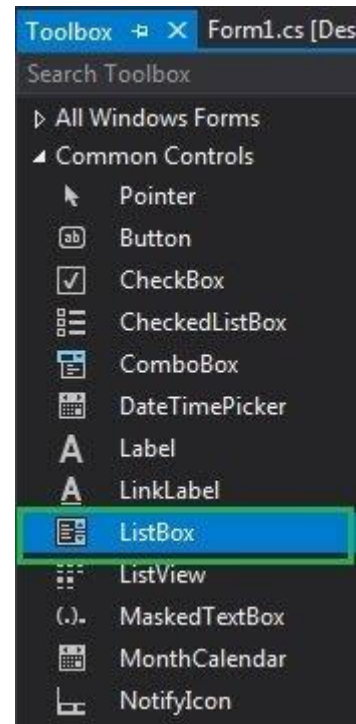 Toolbox Form1.cs [Des
Search Toolbox
All Windows Forms
Common Controls
Pointer
ab Button
CheckBox
CheckedListBox
ComboBox
DateTimePicker
A Label
A LinkLabel
ListBox
ListView
(.). MaskedTextBox
MonthCalendar
NotifyIcon